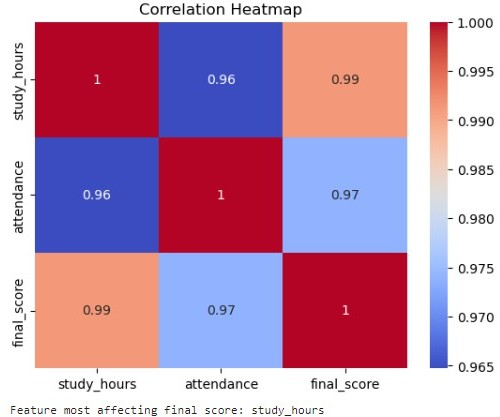 Correlation Heatmap
study_hours
attendance
final_score
1 0.96 0.99
0.96 1 0.97
0.99 0.97 1
study_hours attendance final_score
1.000
0.995
0.990
0.985
0.980
0.975
0.970
0.965
Feature most affecting final score: study_hours